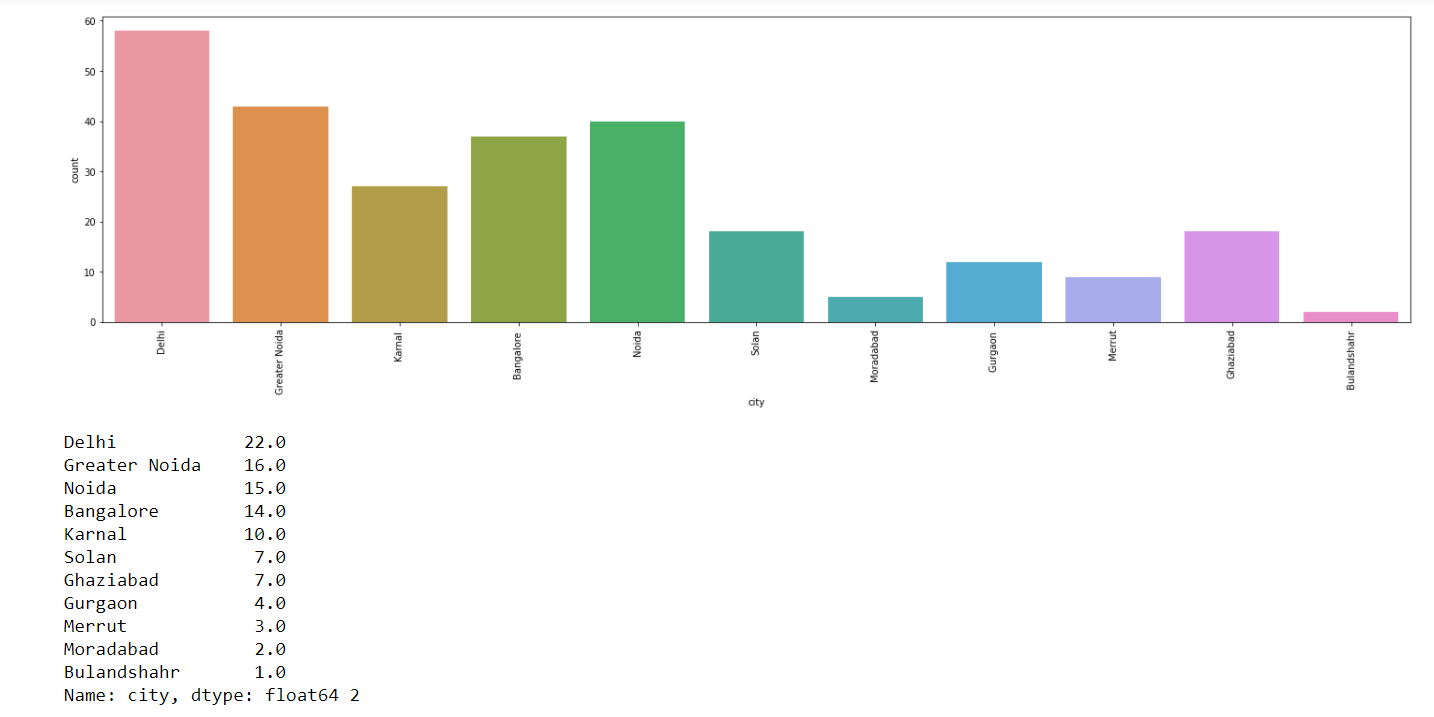 60
50
40
30
20
10
0
count
Delhi
Greater Noida
Karnal
Bangalore
Noida
Solan
Moradabad
Gurgaon
Merrut
Ghaziabad
Bulandshahr
city
Delhi 22.0
Greater Noida 16.0
Noida 15.0
Bangalore 14.0
Karnal 10.0
Solan 7.0
Ghaziabad 7.0
Gurgaon 4.0
Merrut 3.0
Moradabad 2.0
Bulandshahr 1.0
Name: city, dtype: float64 2